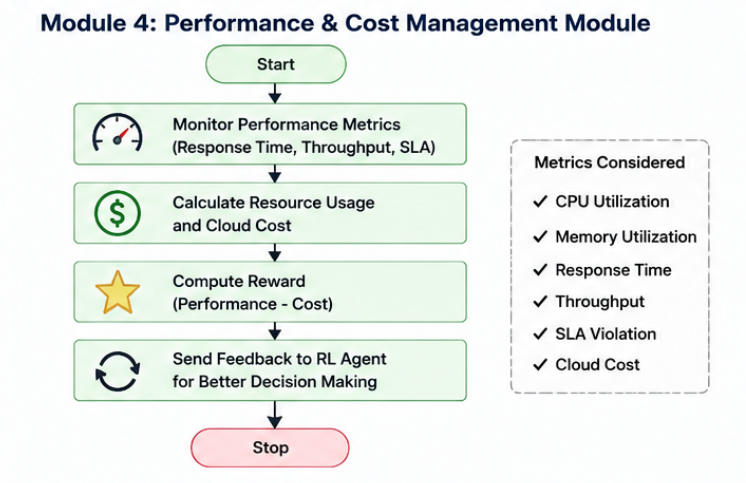 Module 4: Performance & Cost Management Module
Start
Monitor Performance Metrics
(Response Time, Throughput, SLA)
$
Calculate Resource Usage
and Cloud Cost
Compute Reward
(Performance - Cost)
Send Feedback to RL Agent
for Better Decision Making
Stop
Metrics Considered
✓ CPU Utilization
✓ Memory Utilization
✓ Response Time
✓ Throughput
✓ SLA Violation
✓ Cloud Cost